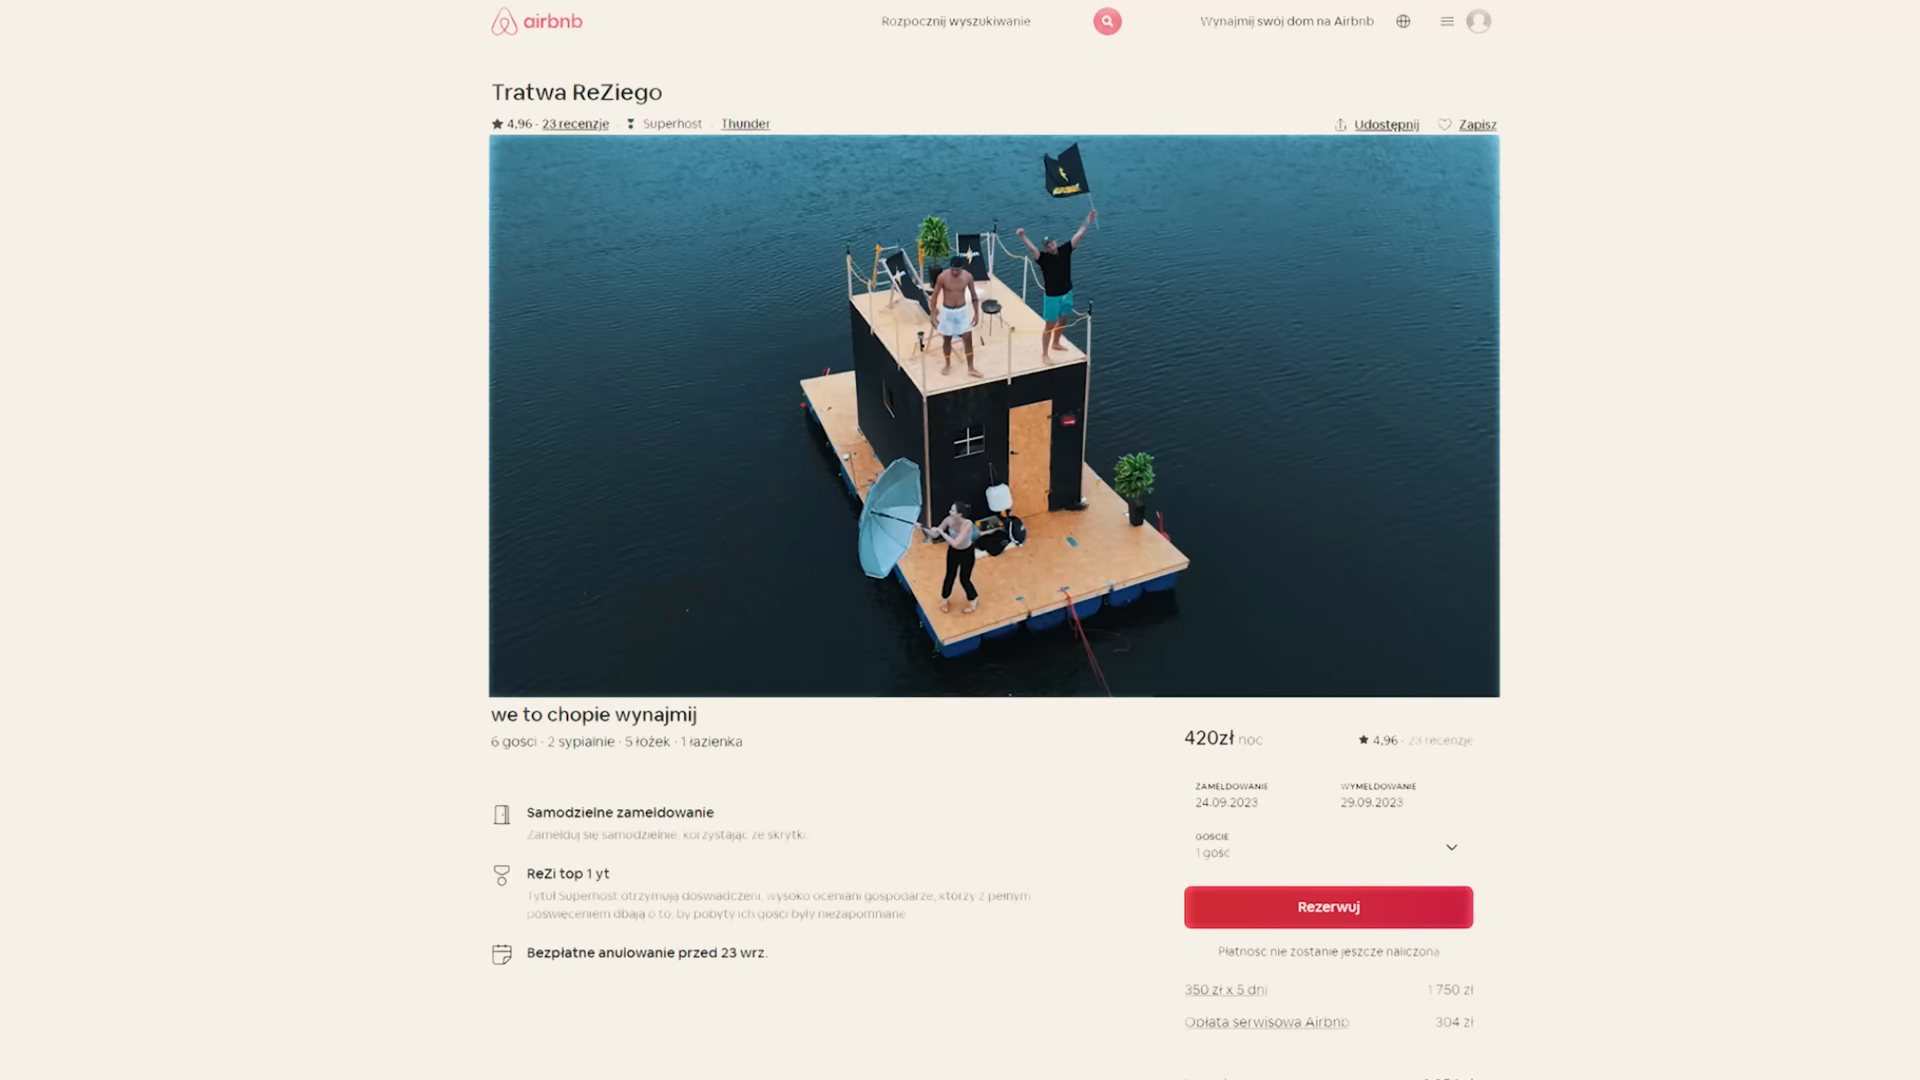 airbnb
Rozpocznij wyszukiwanie
Wynajmij swój dom na Airbnb
Tratwa ReZiego
4,96 · 23 recenzje · Superhost · Thunder
Udostępnij
Zapisz
we to chopie wynajmij
6 gości · 2 sypialnie · 5 łóżek · 1 łazienka
420zł noc
4,96 · 23 recenzje
ZAMELDOWANIE
24.09.2023
WYMELDOWANIE
29.09.2023
GOŚCIE
1 gość
Samodzielne zameldowanie
Zamelduj się samodzielnie, korzystając ze skrytki.
ReZi top 1 yt
Tytuł Superhost otrzymują doświadczeni, wysoko oceniani gospodarze, którzy z pełnym
poświęceniem dbają o to, by pobyty ich gości były niezapomniane.
Bezpłatne anulowanie przed 23 wrz.
Rezerwuj
Płatność nie zostanie jeszcze naliczona
350 zł x 5 dni
1 750 zł
Opłata serwisowa Airbnb
304 zł